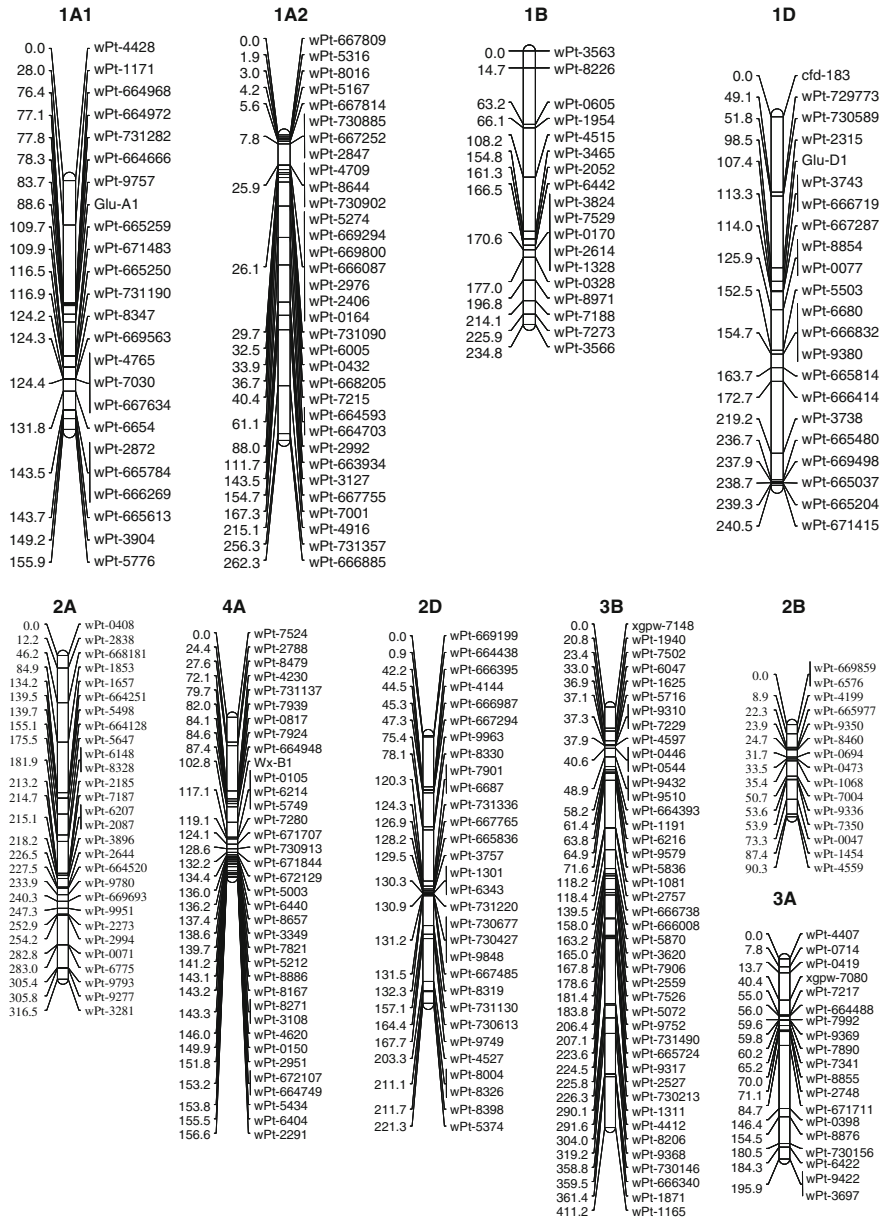 1A1
0.0 wPt-4428
28.0 wPt-1171
76.4 wPt-664968
77.1 wPt-664972
77.8 wPt-731282
78.3 wPt-664666
83.7 wPt-9757
88.6 Glu-A1
109.7 wPt-665259
109.9 wPt-671483
116.5 wPt-665250
116.9 wPt-731190
124.2 wPt-8347
124.3 wPt-669563
wPt-4765
124.4 wPt-7030
wPt-667634
131.8 wPt-6654
wPt-2872
143.5 wPt-665784
wPt-666269
143.7 wPt-665613
149.2 wPt-3904
155.9 wPt-5776
1A2
0.0 wPt-667809
1.9 wPt-5316
3.0 wPt-8016
4.2 wPt-5167
5.6 wPt-667814
wPt-730885
7.8 wPt-667252
wPt-2847
wPt-4709
25.9 wPt-8644
wPt-730902
wPt-5274
wPt-669294
wPt-669800
26.1 wPt-666087
wPt-2976
wPt-2406
wPt-0164
29.7 wPt-731090
32.5 wPt-6005
33.9 wPt-0432
36.7 wPt-668205
40.4 wPt-7215
61.1 wPt-664593
wPt-664703
88.0 wPt-2992
111.7 wPt-663934
143.5 wPt-3127
154.7 wPt-667755
167.3 wPt-7001
215.1 wPt-4916
256.3 wPt-731357
262.3 wPt-666885
1B
0.0 wPt-3563
14.7 wPt-8226
63.2 wPt-0605
66.1 wPt-1954
108.2 wPt-4515
154.8 wPt-3465
161.3 wPt-2052
166.5 wPt-6442
wPt-3824
wPt-7529
170.6 wPt-0170
wPt-2614
wPt-1328
177.0 wPt-0328
196.8 wPt-8971
214.1 wPt-7188
225.9 wPt-7273
234.8 wPt-3566
1D
0.0 cfd-183
49.1 wPt-729773
51.8 wPt-730589
98.5 wPt-2315
107.4 Glu-D1
113.3 wPt-3743
wPt-666719
114.0 wPt-667287
125.9 wPt-8854
wPt-0077
152.5 wPt-5503
wPt-6680
154.7 wPt-666832
wPt-9380
163.7 wPt-665814
172.7 wPt-666414
219.2 wPt-3738
236.7 wPt-665480
237.9 wPt-669498
238.7 wPt-665037
239.3 wPt-665204
240.5 wPt-671415
2A
0.0 wPt-0408
12.2 wPt-2838
46.2 wPt-668181
84.9 wPt-1853
134.2 wPt-1657
139.5 wPt-664251
139.7 wPt-5498
155.1 wPt-664128
175.5 wPt-5647
181.9 wPt-6148
wPt-8328
213.2 wPt-2185
214.7 wPt-7187
215.1 wPt-6207
wPt-2087
218.2 wPt-3896
226.5 wPt-2644
227.5 wPt-664520
233.9 wPt-9780
240.3 wPt-669693
247.3 wPt-9951
252.9 wPt-2273
254.2 wPt-2994
282.8 wPt-0071
283.0 wPt-6775
305.4 wPt-9793
305.8 wPt-9277
316.5 wPt-3281
4A
0.0 wPt-7524
24.4 wPt-2788
27.6 wPt-8479
72.1 wPt-4230
79.7 wPt-731137
82.0 wPt-7939
84.1 wPt-0817
84.6 wPt-7924
87.4 wPt-664948
102.8 Wx-B1
wPt-0105
117.1 wPt-6214
wPt-5749
119.1 wPt-7280
124.1 wPt-671707
128.6 wPt-730913
132.2 wPt-671844
134.4 wPt-672129
136.0 wPt-5003
136.2 wPt-6440
137.4 wPt-8657
138.6 wPt-3349
139.7 wPt-7821
141.2 wPt-5212
143.1 wPt-8886
143.2 wPt-8167
143.3 wPt-8271
wPt-3108
146.0 wPt-4620
149.9 wPt-0150
151.8 wPt-2951
153.2 wPt-672107
wPt-664749
153.8 wPt-5434
155.5 wPt-6404
156.6 wPt-2291
2D
0.0 wPt-669199
0.9 wPt-664438
42.2 wPt-666395
44.5 wPt-4144
45.3 wPt-666987
47.3 wPt-667294
75.4 wPt-9963
78.1 wPt-8330
120.3 wPt-7901
wPt-6687
124.3 wPt-731336
126.9 wPt-667765
128.2 wPt-665836
129.5 wPt-3757
130.3 wPt-1301
wPt-6343
130.9 wPt-731220
wPt-730677
131.2 wPt-730427
wPt-9848
131.5 wPt-667485
132.3 wPt-8319
157.1 wPt-731130
164.4 wPt-730613
167.7 wPt-9749
203.3 wPt-4527
211.1 wPt-8004
wPt-8326
211.7 wPt-8398
221.3 wPt-5374
3B
0.0 xgpw-7148
20.8 wPt-1940
23.4 wPt-7502
33.0 wPt-6047
36.9 wPt-1625
37.1 wPt-5716
37.3 wPt-9310
wPt-7229
37.9 wPt-4597
40.6 wPt-0446
wPt-0544
48.9 wPt-9432
wPt-9510
58.2 wPt-664393
61.4 wPt-1191
63.8 wPt-6216
64.9 wPt-9579
71.6 wPt-5836
118.2 wPt-1081
118.4 wPt-2757
139.5 wPt-666738
158.0 wPt-666008
163.2 wPt-5870
165.0 wPt-3620
167.8 wPt-7906
178.6 wPt-2559
181.4 wPt-7526
183.8 wPt-5072
206.4 wPt-9752
207.1 wPt-731490
223.6 wPt-665724
224.5 wPt-9317
225.8 wPt-2527
226.3 wPt-730213
290.1 wPt-1311
291.6 wPt-4412
304.0 wPt-8206
319.2 wPt-9368
358.8 wPt-730146
359.5 wPt-666340
361.4 wPt-1871
411.2 wPt-1165
2B
0.0 wPt-669859
wPt-6576
8.9 wPt-4199
22.3 wPt-665977
23.9 wPt-9350
24.7 wPt-8460
31.7 wPt-0694
33.5 wPt-0473
35.4 wPt-1068
50.7 wPt-7004
53.6 wPt-9336
53.9 wPt-7350
73.3 wPt-0047
87.4 wPt-1454
90.3 wPt-4559
3A
0.0 wPt-4407
7.8 wPt-0714
13.7 wPt-0419
40.4 xgpw-7080
55.0 wPt-7217
56.0 wPt-664488
59.6 wPt-7992
59.8 wPt-9369
60.2 wPt-7890
65.2 wPt-7341
70.0 wPt-8855
71.1 wPt-2748
84.7 wPt-671711
146.4 wPt-0398
154.5 wPt-8876
180.5 wPt-730156
184.3 wPt-6422
195.9 wPt-9422
wPt-3697